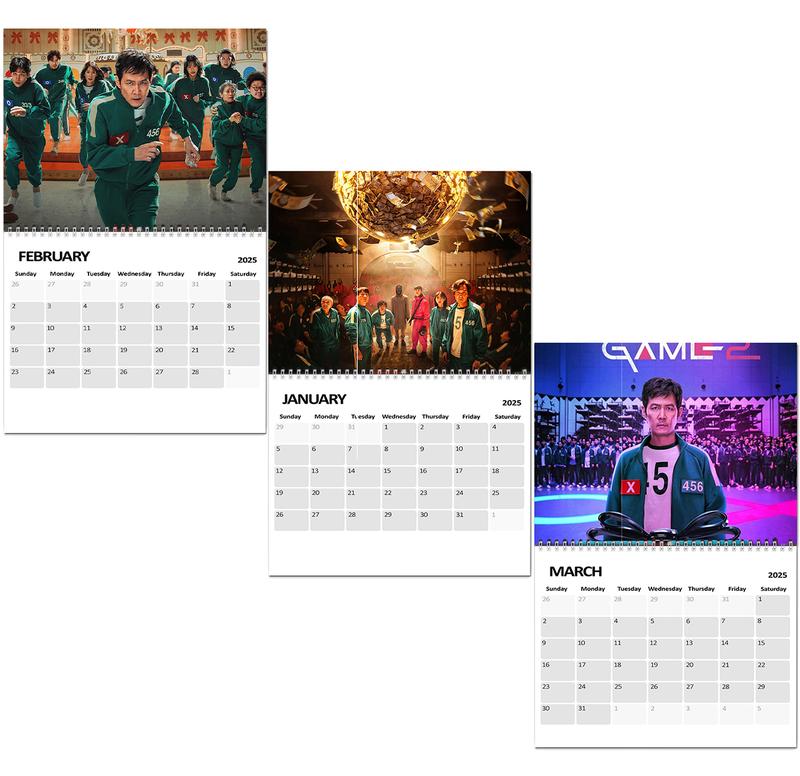 X
456
FEBRUARY
2025
Sunday Monday Tuesday Wednesday Thursday Friday Saturday
26 27 28 29 30 31 1
2 3 4 5 6 7 8
9 10 11 12 13 14 15
16 17 18 19 20 21 22
23 24 25 26 27 28 1
5
JANUARY
2025
Sunday Monday Tuesday Wednesday Thursday Friday Saturday
29 30 31 1 2 3 4
5 6 7 8 9 10 11
12 13 14 15 16 17 18
19 20 21 22 23 24 25
26 27 28 29 30 31 1
GAME 2
X
45
456
MARCH
2025
Sunday Monday Tuesday Wednesday Thursday Friday Saturday
26 27 28 29 30 31 1
2 3 4 5 6 7 8
9 10 11 12 13 14 15
16 17 18 19 20 21 22
23 24 25 26 27 28 29
30 31 1 2 3 4 5